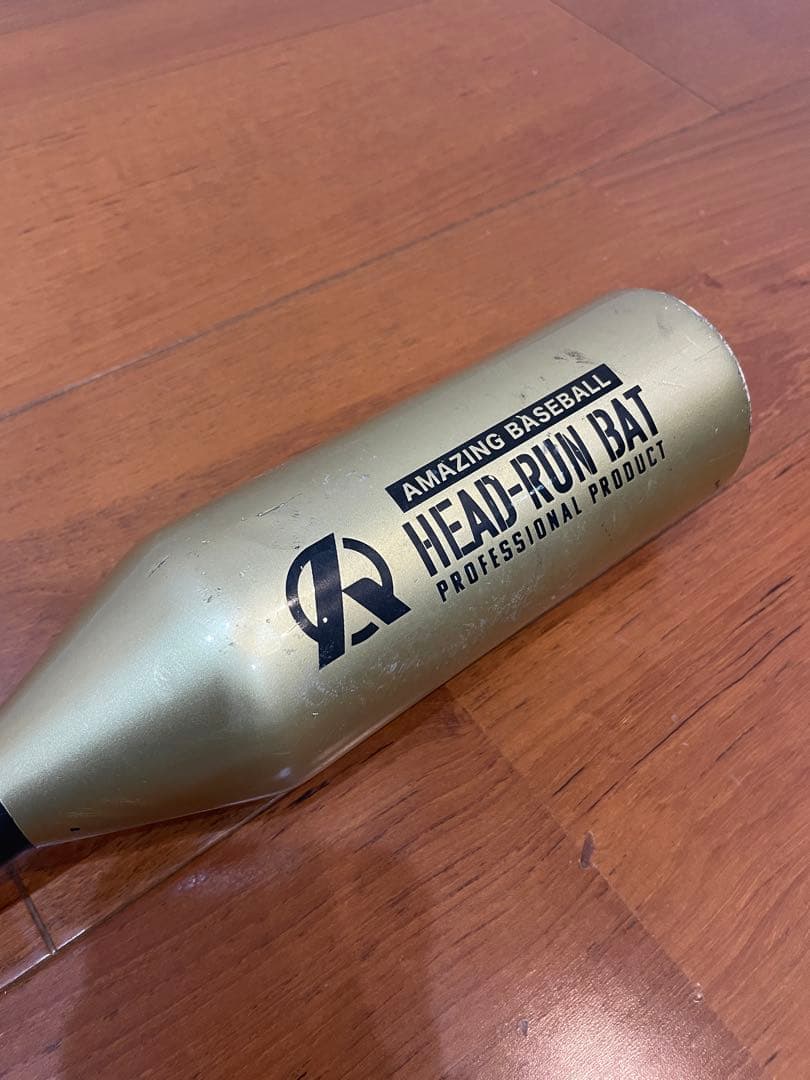 AMAZING BASEBALL
HEAD-RUN BAT
PROFESSIONAL PRODUCT